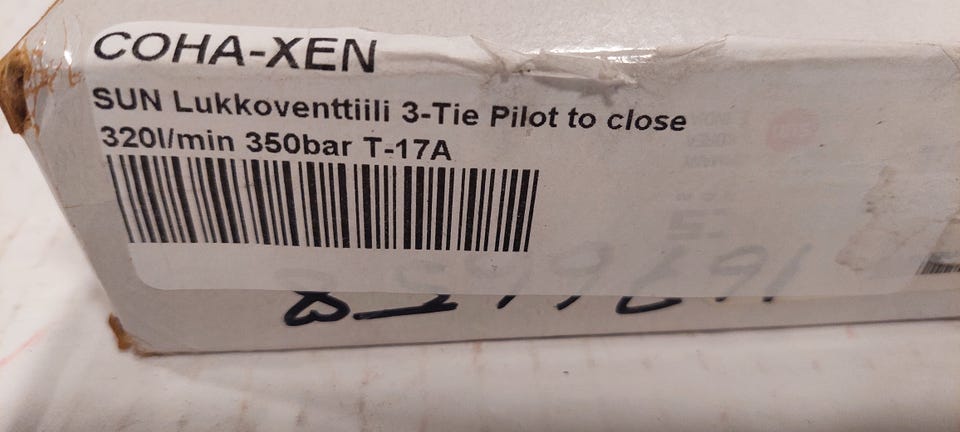 COHA-XEN
SUN Lukkoventtiili 3-Tie Pilot to close
320l/min 350bar T-17A